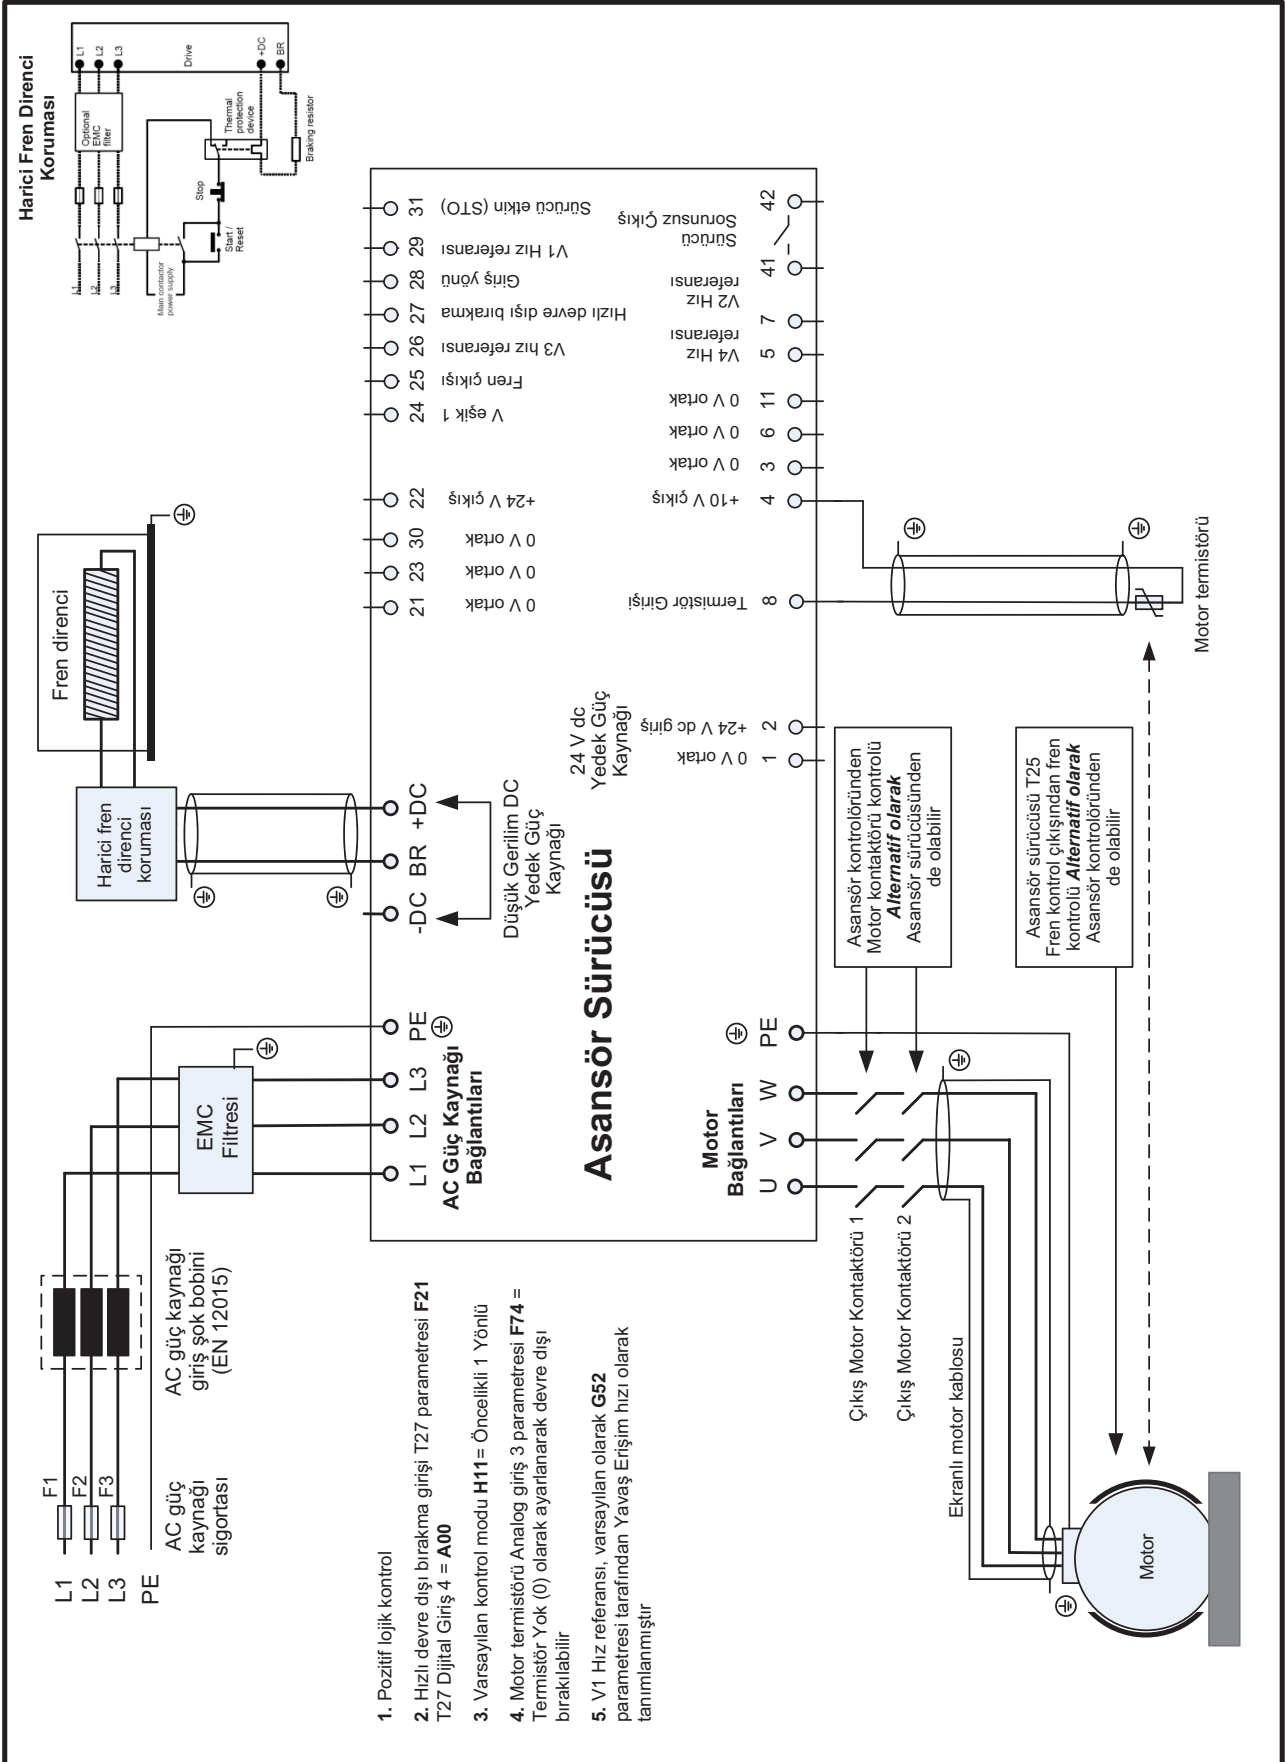 Harici Fren Direnci
Koruması
L1
L2
L3
Drive
+DC
BR
Optional
EMC
filter
Thermal
protection
device
Braking resistor
Stop
Start /
Reset
L1
L2
L3
Main contactor
power supply
L1
L2
L3
PE
F1
F2
F3
AC güç
kaynağı
sigortası
AC güç kaynağı
giriş şok bobini
(EN 12015)
EMC
Filtresi
Harici fren
direnci
koruması
Fren direnci
L1
L2
L3
PE
AC Güç Kaynağı
Bağlantıları
-DC
BR
+DC
Düşük Gerilim DC
Yedek Güç
Kaynağı
21
0 V ortak
23
0 V ortak
30
0 V ortak
22
+24 V çıkış
24
V eşik 1
25
Fren çıkışı
26
V3 hız referansı
27
Hızlı devre dışı bırakma
28
Giriş yönü
29
V1 Hız referansı
31
Sürücü etkin (STO)
Asansör Sürücüsü
24 V dc
Yedek Güç
Kaynağı
Motor
Bağlantıları
U
V
W
PE
0 V ortak
1
+24 V dc giriş
2
Termistör Girişi
8
+10 V çıkış
4
0 V ortak
3
0 V ortak
6
0 V ortak
11
V4 Hız
referansı
5
V2 Hız
referansı
7
41
Sürücü
Sorunsuz Çıkış
42
1. Pozitif lojik kontrol
2. Hızlı devre dışı bırakma girişi T27 parametresi F21
T27 Dijital Giriş 4 = A00
3. Varsayılan kontrol modu H11= Öncelikli 1 Yönlü
4. Motor termistörü Analog giriş 3 parametresi F74 =
Termistör Yok (0) olarak ayarlanarak devre dışı
bırakılabilir
5. V1 Hız referansı, varsayılan olarak G52
parametresi tarafından Yavaş Erişim hızı olarak
tanımlanmıştır
Çıkış Motor Kontaktörü 1
Çıkış Motor Kontaktörü 2
Ekranlı motor kablosu
Asansör kontrolöründen
Motor kontaktörü kontrolü
Alternatif olarak
Asansör sürücüsünden
de olabilir
Asansör sürücüsü T25
Fren kontrol çıkışından fren
kontrolü Alternatif olarak
Asansör kontrolöründen
de olabilir
Motor termistörü
Motor